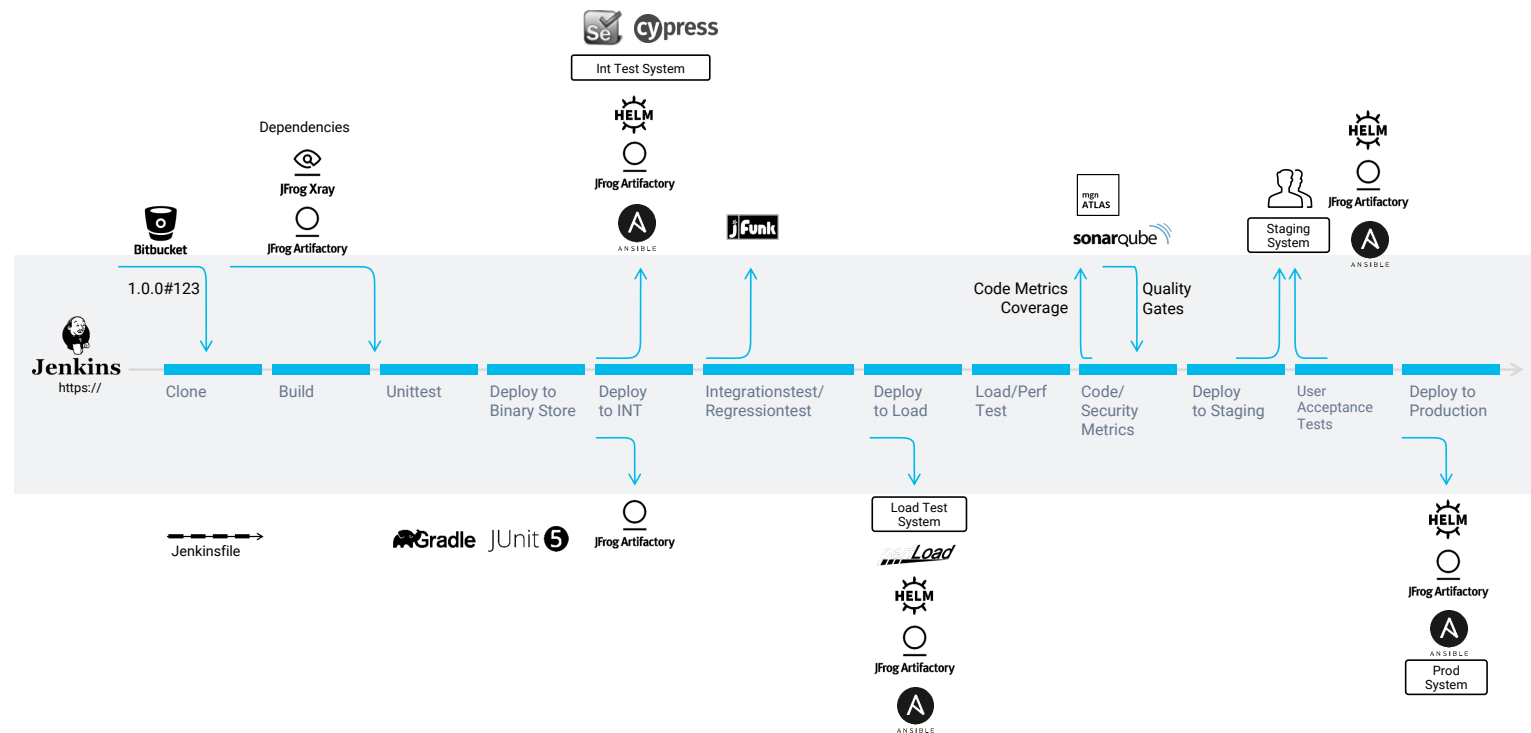 Se cypress
Int Test System
HELM
JFrog Artifactory
ANSIBLE
Dependencies
JFrog Xray
JFrog Artifactory
Bitbucket
jFunk
mgn
ATLAS
sonarqube
Staging
System
HELM
JFrog Artifactory
ANSIBLE
1.0.0#123
Code Metrics
Coverage
Quality
Gates
Jenkins
https://
Clone
Build
Unittest
Deploy to
Binary Store
Deploy
to INT
Integrationstest/
Regressiontest
Deploy
to Load
Load/Perf
Test
Code/
Security
Metrics
Deploy
to Staging
User
Acceptance
Tests
Deploy to
Production
Jenkinsfile
Gradle
JUnit 5
JFrog Artifactory
Load Test
System
Load
HELM
JFrog Artifactory
ANSIBLE
HELM
JFrog Artifactory
ANSIBLE
Prod
System